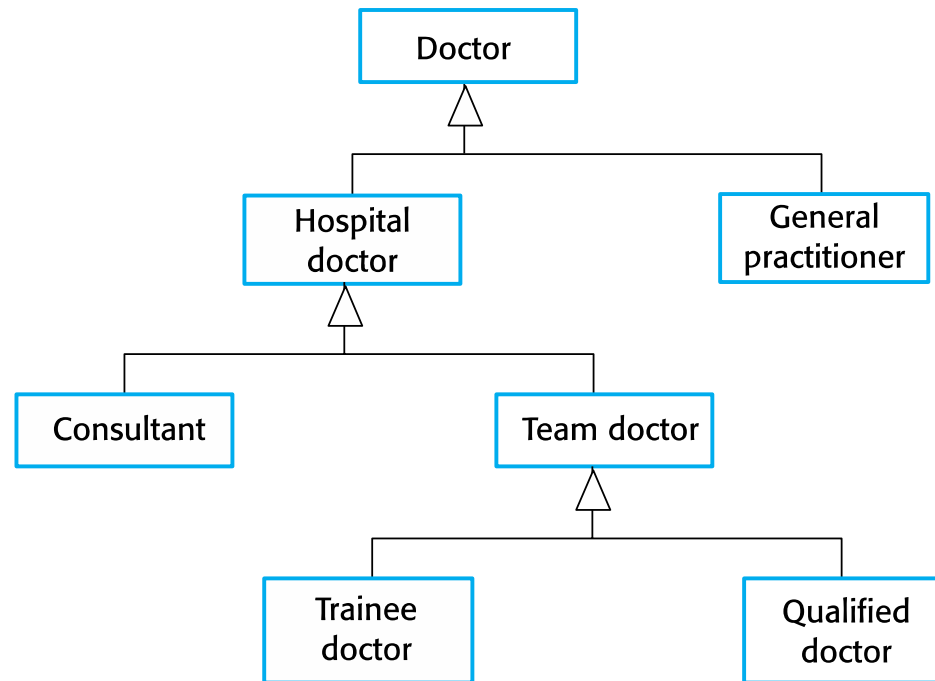 Doctor
Hospital
doctor
General
practitioner
Consultant
Team doctor
Trainee
doctor
Qualified
doctor